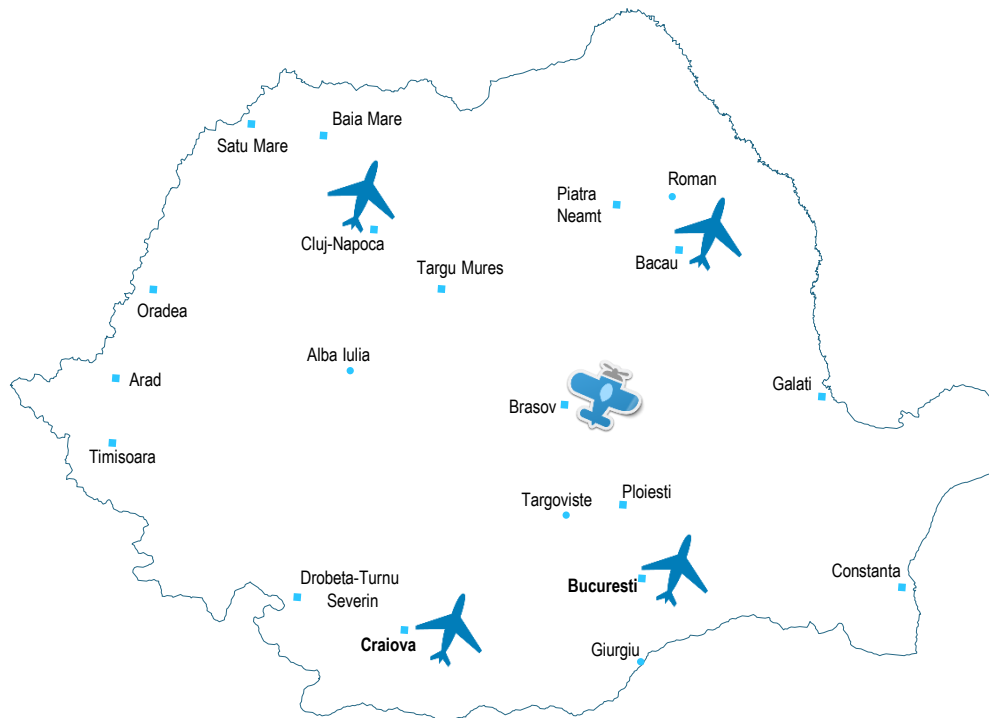 Baia Mare
Satu Mare
Roman
Piatra
Neamt
Cluj-Napoca
Bacau
Targu Mures
Oradea
Alba Iulia
Arad
Galati
Brasov
Timisoara
Ploiesti
Targoviste
Constanta
Drobeta-Turnu
Severin
Bucuresti
Craiova
Giurgiu